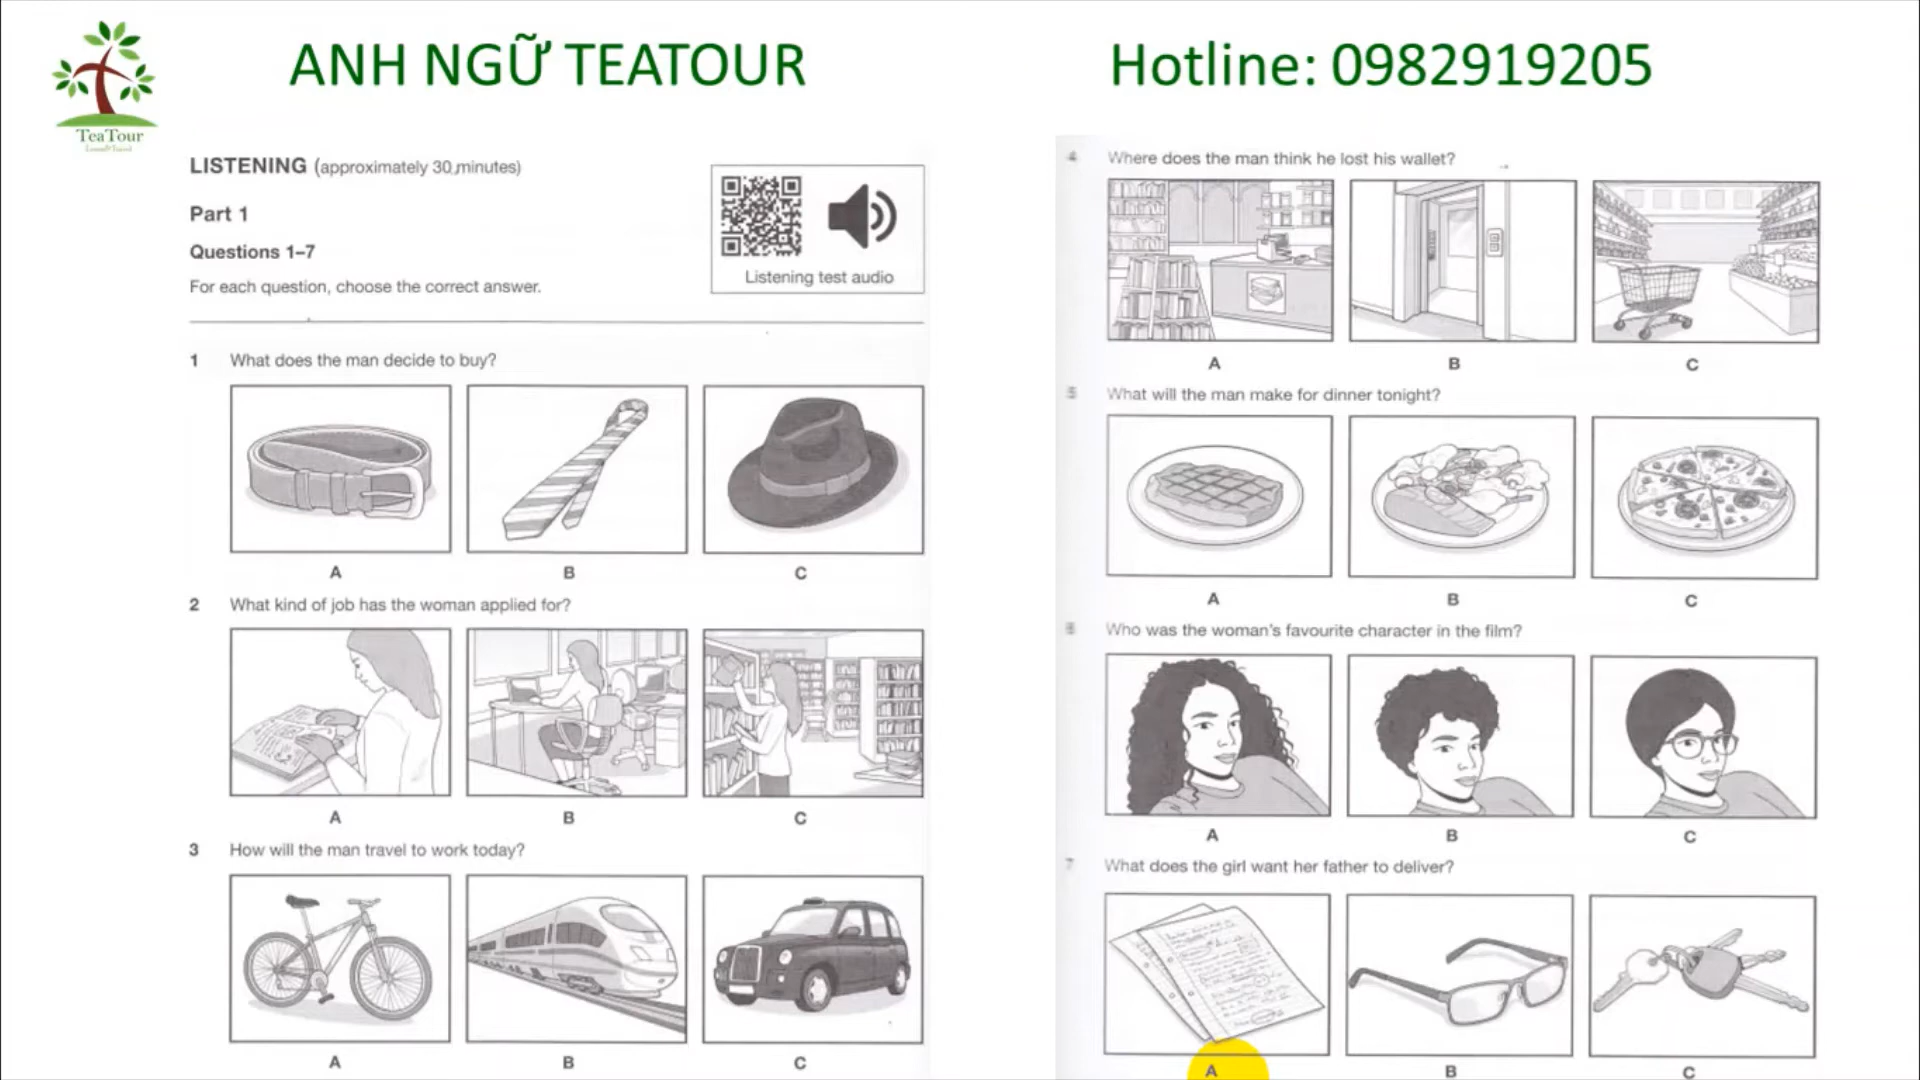 ANH NGỮ TEATOUR
Hotline: 0982919205
TeaTour
LISTENING (approximately 30 minutes)
Part 1
Questions 1–7
For each question, choose the correct answer.
Listening test audio
1 What does the man decide to buy?
A B C
2 What kind of job has the woman applied for?
A B C
3 How will the man travel to work today?
A B C
4 Where does the man think he lost his wallet?
A B C
5 What will the man make for dinner tonight?
A B C
6 Who was the woman's favourite character in the film?
A B C
7 What does the girl want her father to deliver?
A B C